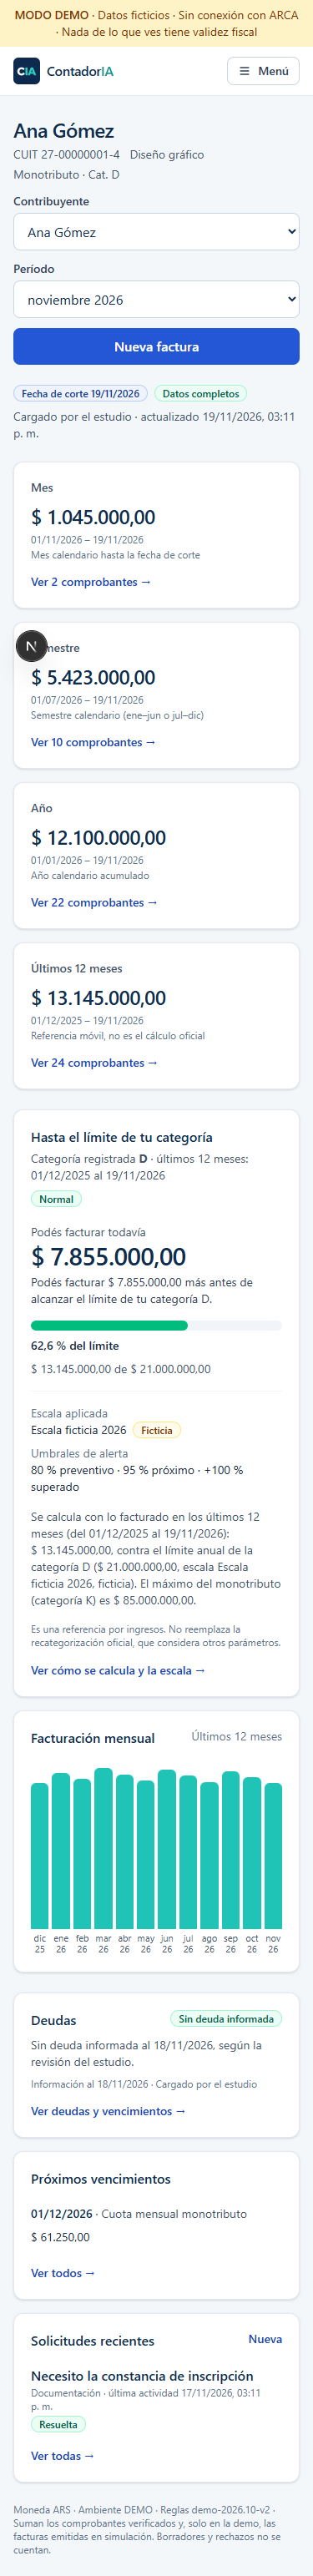 MODO DEMO · Datos ficticios · Sin conexión con ARCA
· Nada de lo que ves tiene validez fiscal
CIA ContadorIA
Menú
Ana Gómez
CUIT 27-00000001-4 Diseño gráfico
Monotributo · Cat. D
Contribuyente
Ana Gómez
Período
noviembre 2026
Nueva factura
Fecha de corte 19/11/2026 Datos completos
Cargado por el estudio · actualizado 19/11/2026, 03:11
p. m.
Mes
$ 1.045.000,00
01/11/2026 – 19/11/2026
Mes calendario hasta la fecha de corte
Ver 2 comprobantes →
N
mestre
$ 5.423.000,00
01/07/2026 – 19/11/2026
Semestre calendario (ene–jun o jul–dic)
Ver 10 comprobantes →
Año
$ 12.100.000,00
01/01/2026 – 19/11/2026
Año calendario acumulado
Ver 22 comprobantes →
Últimos 12 meses
$ 13.145.000,00
01/12/2025 – 19/11/2026
Referencia móvil, no es el cálculo oficial
Ver 24 comprobantes →
Hasta el límite de tu categoría
Categoría registrada D · últimos 12 meses:
01/12/2025 al 19/11/2026
Normal
Podés facturar todavía
$ 7.855.000,00
Podés facturar $ 7.855.000,00 más antes de
alcanzar el límite de tu categoría D.
62,6 % del límite
$ 13.145.000,00 de $ 21.000.000,00
Escala aplicada
Escala ficticia 2026 Ficticia
Umbrales de alerta
80 % preventivo · 95 % próximo · +100 %
superado
Se calcula con lo facturado en los últimos 12
meses (del 01/12/2025 al 19/11/2026):
$ 13.145.000,00, contra el límite anual de la
categoría D ($ 21.000.000,00, escala Escala
ficticia 2026, ficticia). El máximo del monotributo
(categoría K) es $ 85.000.000,00.
Es una referencia por ingresos. No reemplaza la
recategorización oficial, que considera otros parámetros.
Ver cómo se calcula y la escala →
Facturación mensual Últimos 12 meses
dic ene feb mar abr may jun jul ago sep oct nov
25 26 26 26 26 26 26 26 26 26 26 26
Deudas Sin deuda informada
Sin deuda informada al 18/11/2026, según la
revisión del estudio.
Información al 18/11/2026 · Cargado por el estudio
Ver deudas y vencimientos →
Próximos vencimientos
01/12/2026 · Cuota mensual monotributo
$ 61.250,00
Ver todos →
Solicitudes recientes Nueva
Necesito la constancia de inscripción
Documentación · última actividad 17/11/2026, 03:11
p. m.
Resuelta
Ver todas →
Moneda ARS · Ambiente DEMO · Reglas demo-2026.10-v2 ·
Suman los comprobantes verificados y, solo en la demo, las
facturas emitidas en simulación. Borradores y rechazos no se
cuentan.